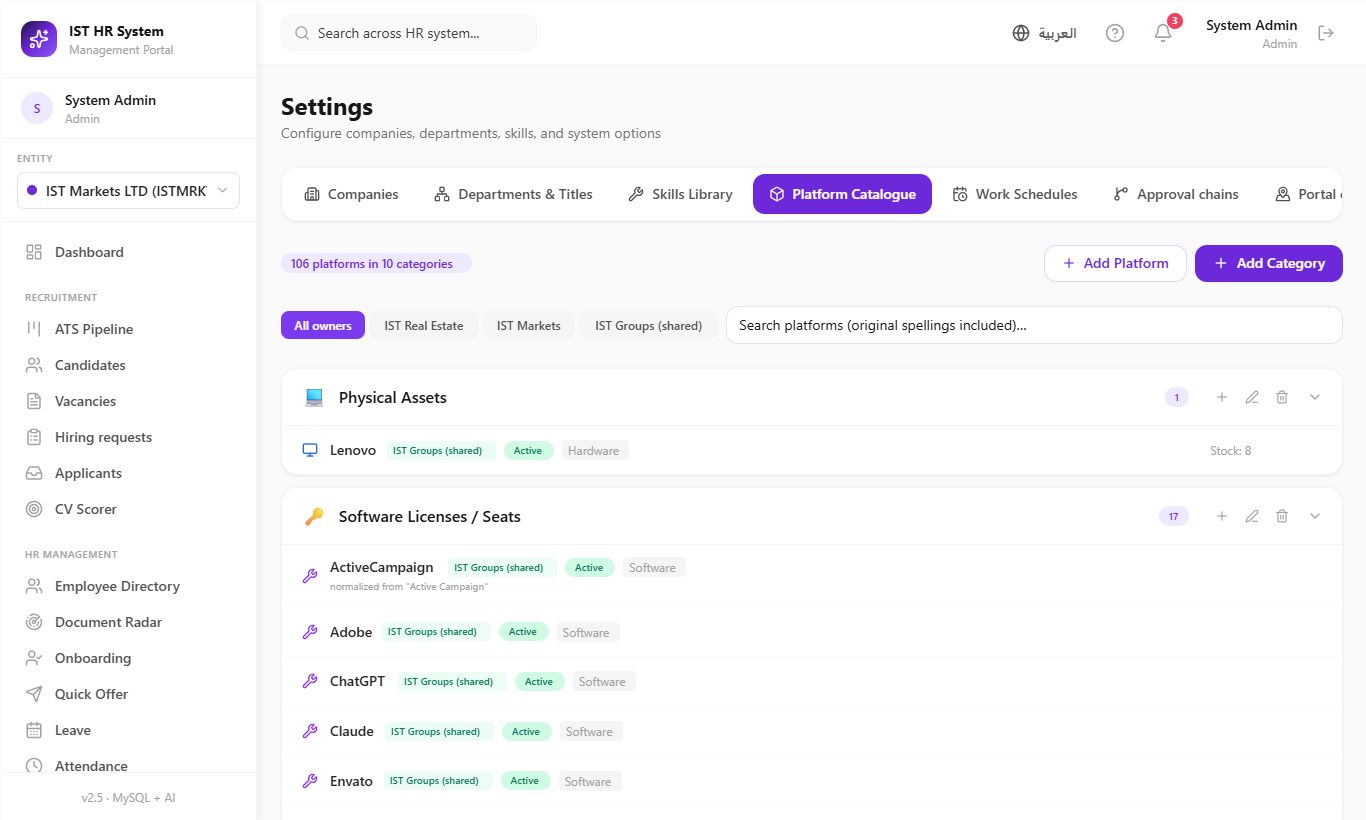 IST HR System
Management Portal
S
System Admin
Admin
ENTITY
IST Markets LTD (ISTMRK
Dashboard
RECRUITMENT
ATS Pipeline
Candidates
Vacancies
Hiring requests
Applicants
CV Scorer
HR MANAGEMENT
Employee Directory
Document Radar
Onboarding
Quick Offer
Leave
Attendance
v2.5 · MySQL + AI
Search across HR system...
العربية
3
System Admin
Admin
Settings
Configure companies, departments, skills, and system options
Companies
Departments & Titles
Skills Library
Platform Catalogue
Work Schedules
Approval chains
Portal
106 platforms in 10 categories
+ Add Platform
+ Add Category
All owners
IST Real Estate
IST Markets
IST Groups (shared)
Search platforms (original spellings included)...
Physical Assets
1
Lenovo IST Groups (shared) Active Hardware Stock: 8
Software Licenses / Seats
17
ActiveCampaign IST Groups (shared) Active Software
normalized from "Active Campaign"
Adobe IST Groups (shared) Active Software
ChatGPT IST Groups (shared) Active Software
Claude IST Groups (shared) Active Software
Envato IST Groups (shared) Active Software